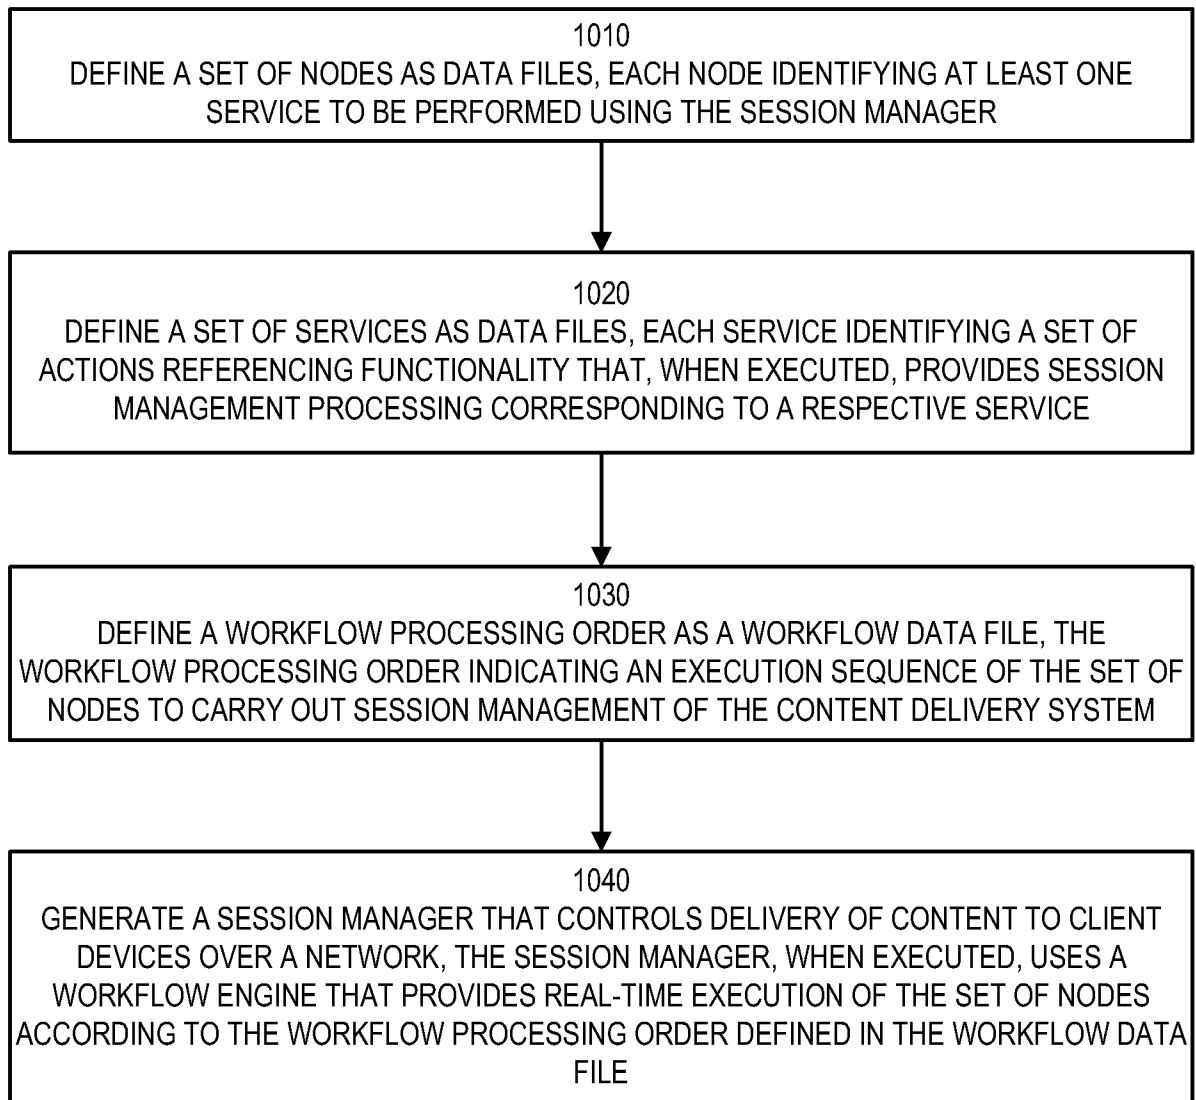 1010
DEFINE A SET OF NODES AS DATA FILES, EACH NODE IDENTIFYING AT LEAST ONE
SERVICE TO BE PERFORMED USING THE SESSION MANAGER
1020
DEFINE A SET OF SERVICES AS DATA FILES, EACH SERVICE IDENTIFYING A SET OF
ACTIONS REFERENCING FUNCTIONALITY THAT, WHEN EXECUTED, PROVIDES SESSION
MANAGEMENT PROCESSING CORRESPONDING TO A RESPECTIVE SERVICE
1030
DEFINE A WORKFLOW PROCESSING ORDER AS A WORKFLOW DATA FILE, THE
WORKFLOW PROCESSING ORDER INDICATING AN EXECUTION SEQUENCE OF THE SET OF
NODES TO CARRY OUT SESSION MANAGEMENT OF THE CONTENT DELIVERY SYSTEM
1040
GENERATE A SESSION MANAGER THAT CONTROLS DELIVERY OF CONTENT TO CLIENT
DEVICES OVER A NETWORK, THE SESSION MANAGER, WHEN EXECUTED, USES A
WORKFLOW ENGINE THAT PROVIDES REAL-TIME EXECUTION OF THE SET OF NODES
ACCORDING TO THE WORKFLOW PROCESSING ORDER DEFINED IN THE WORKFLOW DATA
FILE